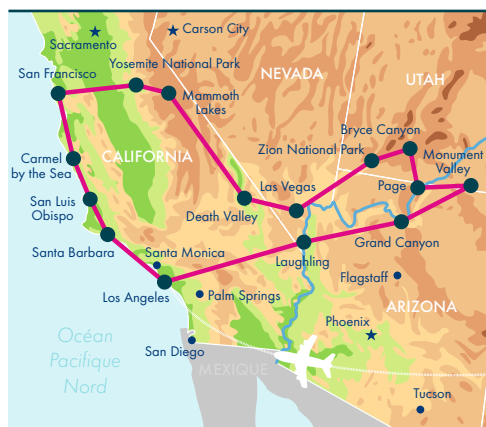 Carson City
Sacramento
San Francisco
Yosemite National Park
NEVADA
UTAH
Mammoth
Lakes
Bryce Canyon
Zion National Park
Monument
Valley
CALIFORNIA
Carmel
by the Sea
Las Vegas
Page
San Luis
Obispo
Death Valley
Grand Canyon
Santa Barbara
Santa Monica
Laughling
Flagstaff
Los Angeles
Palm Springs
ARIZONA
Phoenix
Océan
Pacifique
Nord
San Diego
MEXIQUE
Tucson